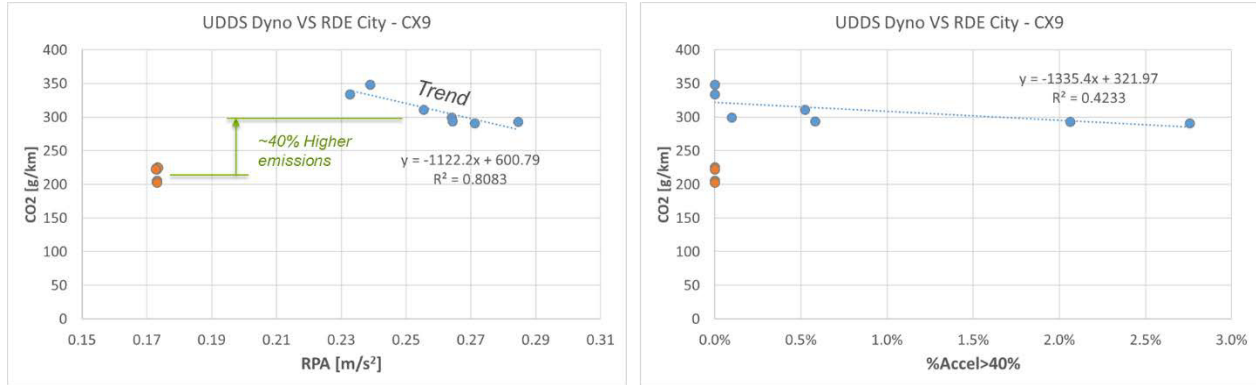 UDDS Dyno VS RDE City - CX9
400
350
300
250
200
150
100
50
0
CO2 [g/km]
Trend
~40% Higher
emissions
y = -1122.2x + 600.79
R² = 0.8083
0.15 0.17 0.19 0.21 0.23 0.25 0.27 0.29 0.31
RPA [m/s²]
UDDS Dyno VS RDE City - CX9
400
350
300
250
200
150
100
50
0
CO2 [g/km]
y = -1335.4x + 321.97
R² = 0.4233
0.0% 0.5% 1.0% 1.5% 2.0% 2.5% 3.0%
%Accel>40%